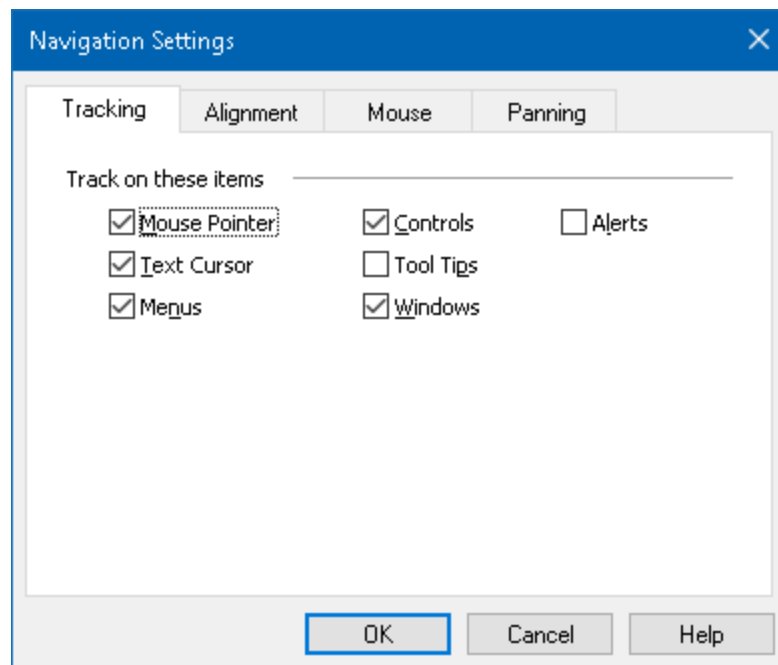 Navigation Settings
Tracking Alignment Mouse Panning
Track on these items
Mouse Pointer Controls Alerts
Text Cursor Tool Tips
Menus Windows
OK Cancel Help